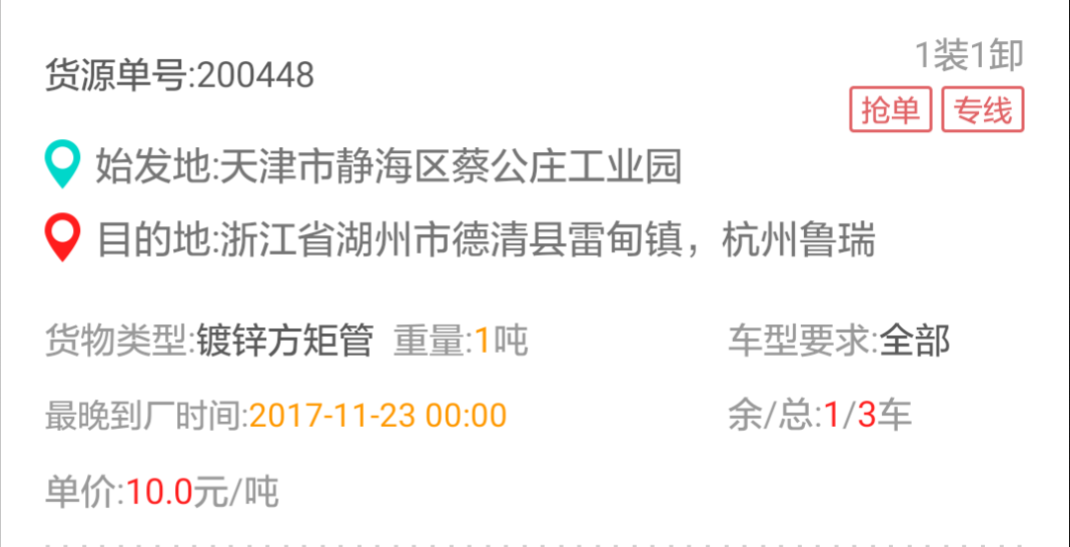 1装1卸
货源单号:200448
抢单 专线
始发地:天津市静海区蔡公庄工业园
目的地:浙江省湖州市德清县雷甸镇，杭州鲁瑞
货物类型:镀锌方矩管 重量:1吨 车型要求:全部
最晚到厂时间:2017-11-23 00:00 余/总:1/3车
单价:10.0元/吨